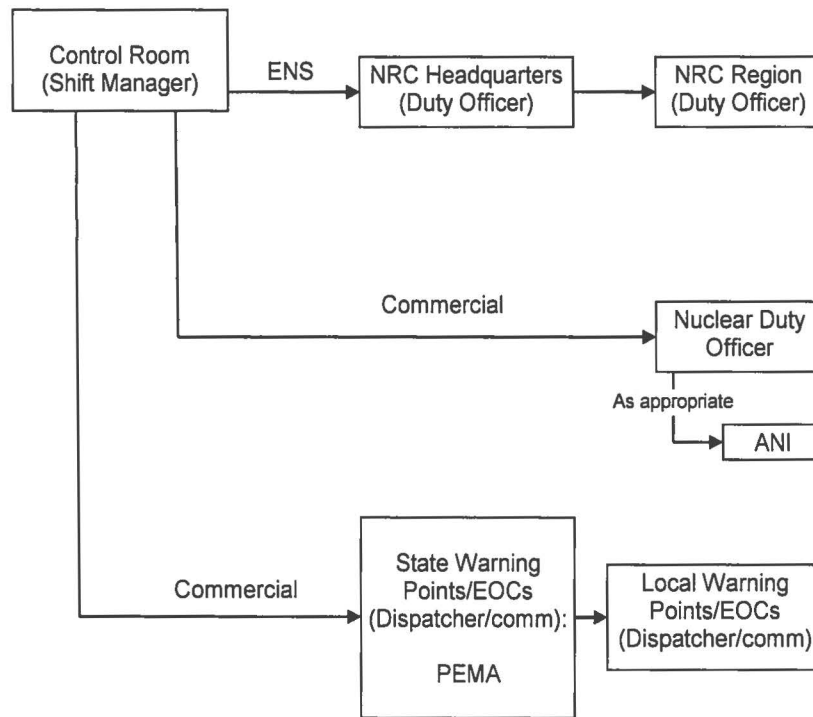 Control Room
(Shift Manager)
ENS
NRC Headquarters
(Duty Officer)
NRC Region
(Duty Officer)
Commercial
Nuclear Duty
Officer
As appropriate
ANI
Commercial
State Warning
Points/EOCs
(Dispatcher/comm):
PEMA
Local Warning
Points/EOCs
(Dispatcher/comm)